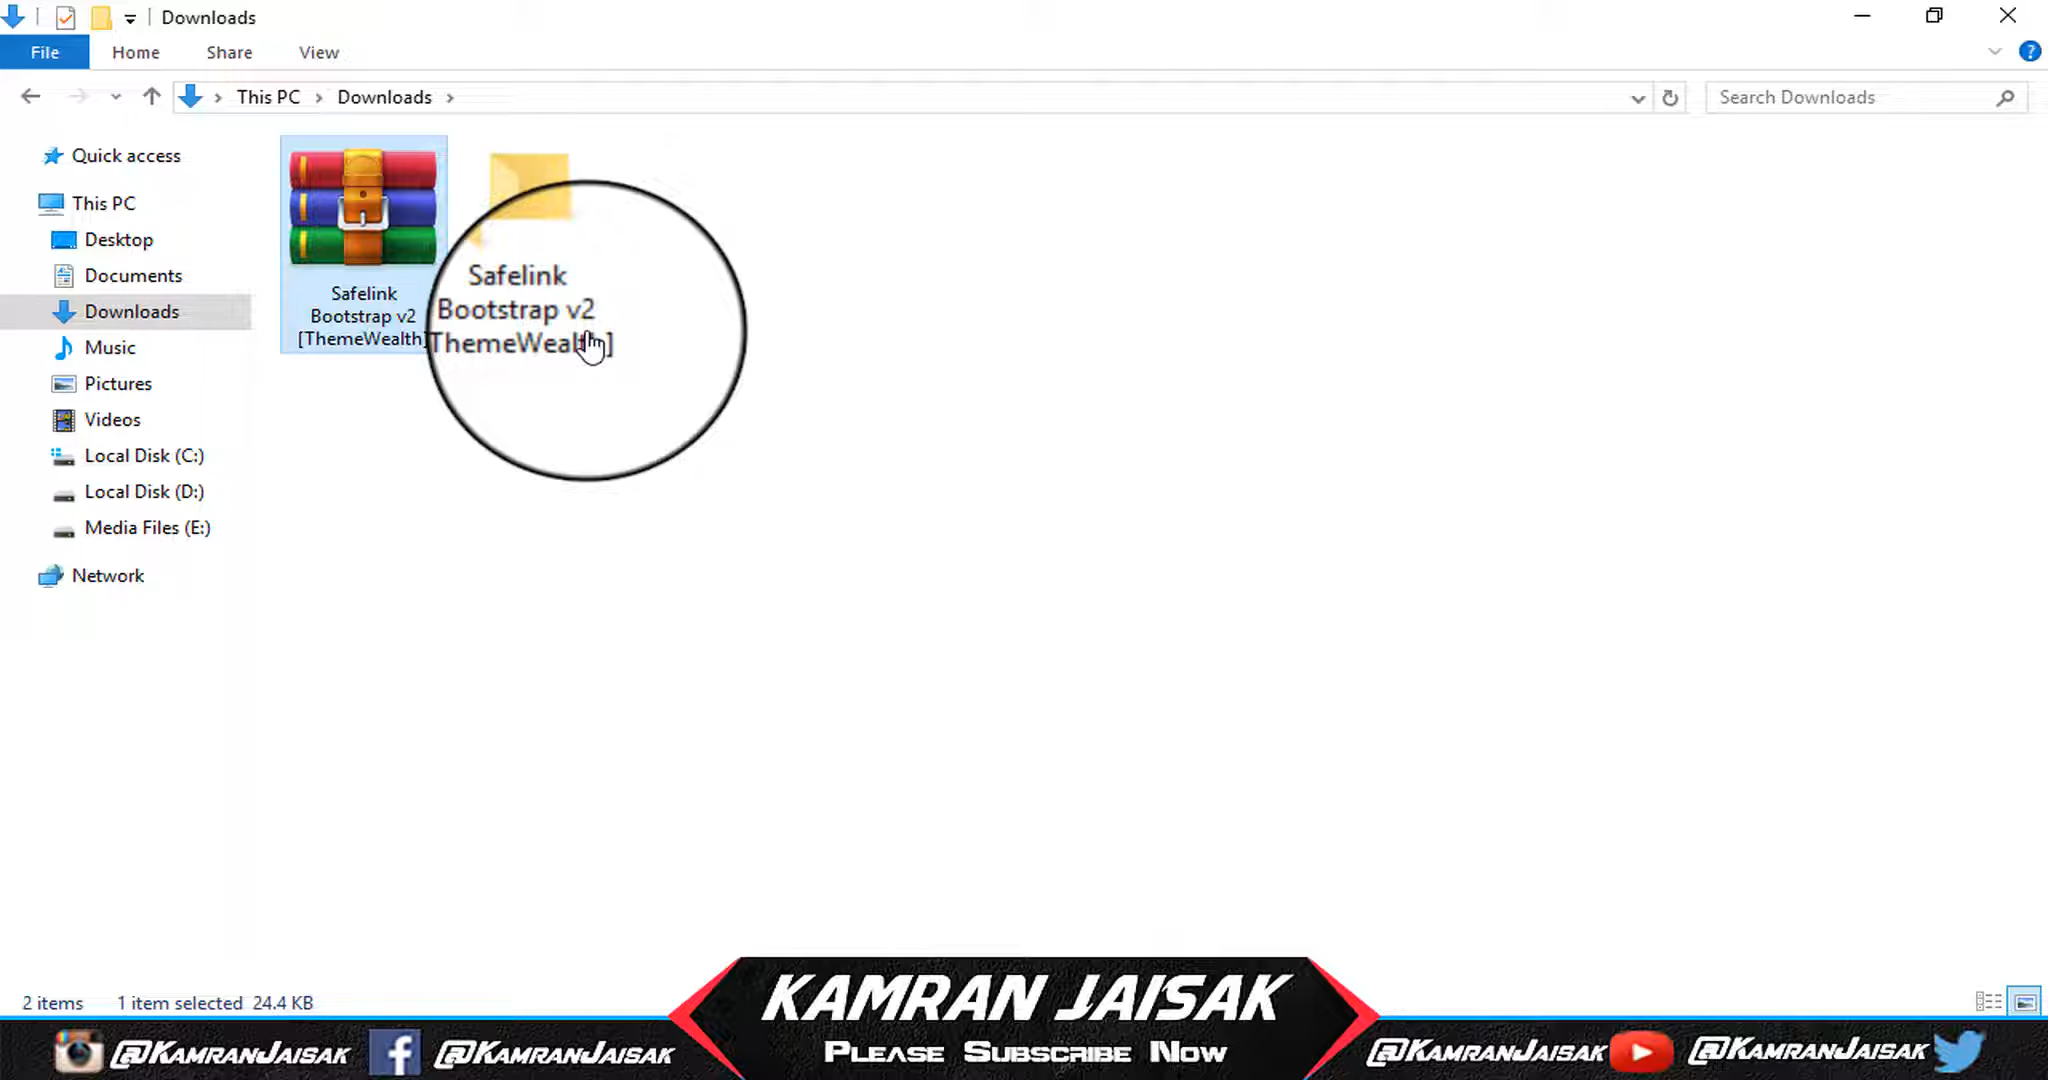 Downloads
File Home Share View
This PC Downloads
Search Downloads
Quick access
This PC
Desktop
Documents
Downloads
Music
Pictures
Videos
Local Disk (C:)
Local Disk (D:)
Media Files (E:)
Network
Safelink
Bootstrap v2
[ThemeWealth]
Safelink
Bootstrap v2
ThemeWealth]
2 items 1 item selected 24.4 KB
KAMRAN JAISAK
PLEASE SUBSCRIBE NOW
@KAMRANJAISAK
@KAMRANJAISAK
@KAMRANJAISAK
@KAMRANJAISAK